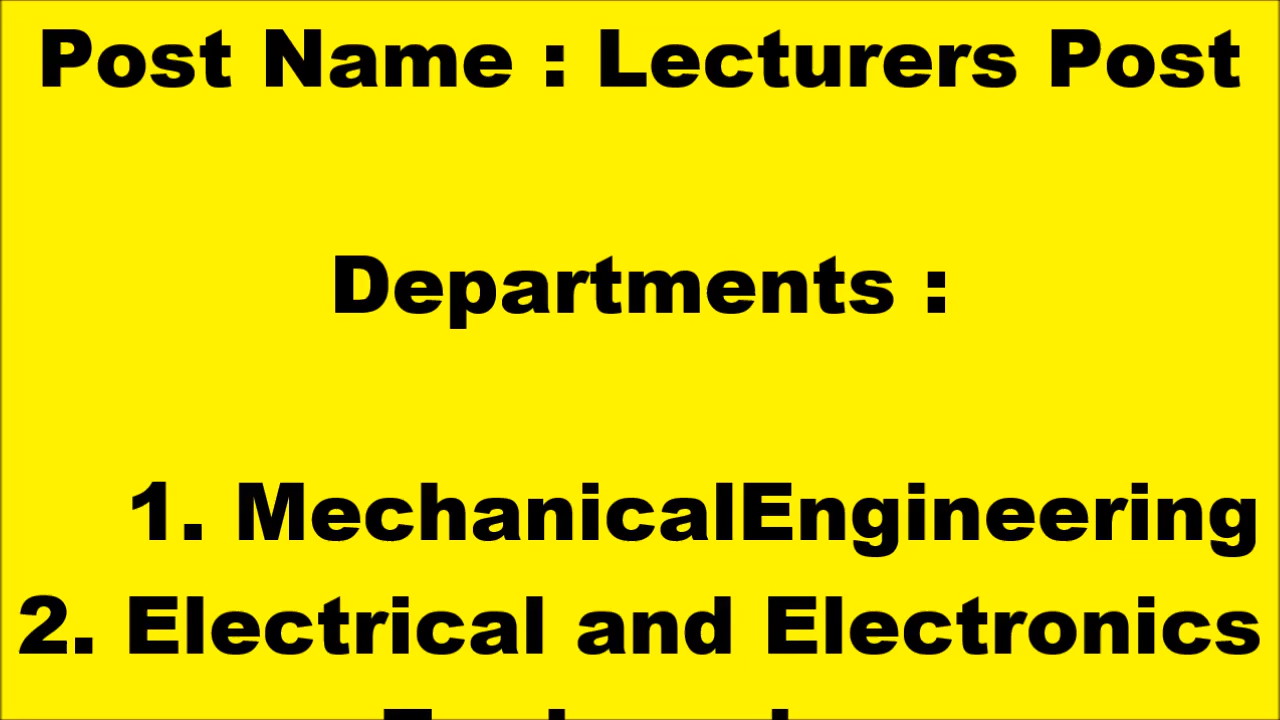 Post Name : Lecturers Post
Departments :
1. MechanicalEngineering
2. Electrical and Electronics